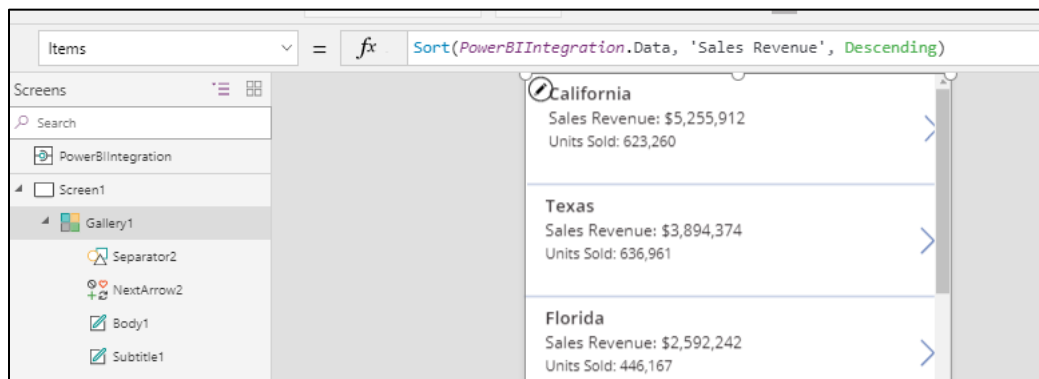 Items = fx Sort(PowerBIIntegration.Data, 'Sales Revenue', Descending)
Screens
Search
PowerBIIntegration
Screen1
Gallery1
Separator2
NextArrow2
Body1
Subtitle1
California
Sales Revenue: $5,255,912
Units Sold: 623,260
Texas
Sales Revenue: $3,894,374
Units Sold: 636,961
Florida
Sales Revenue: $2,592,242
Units Sold: 446,167